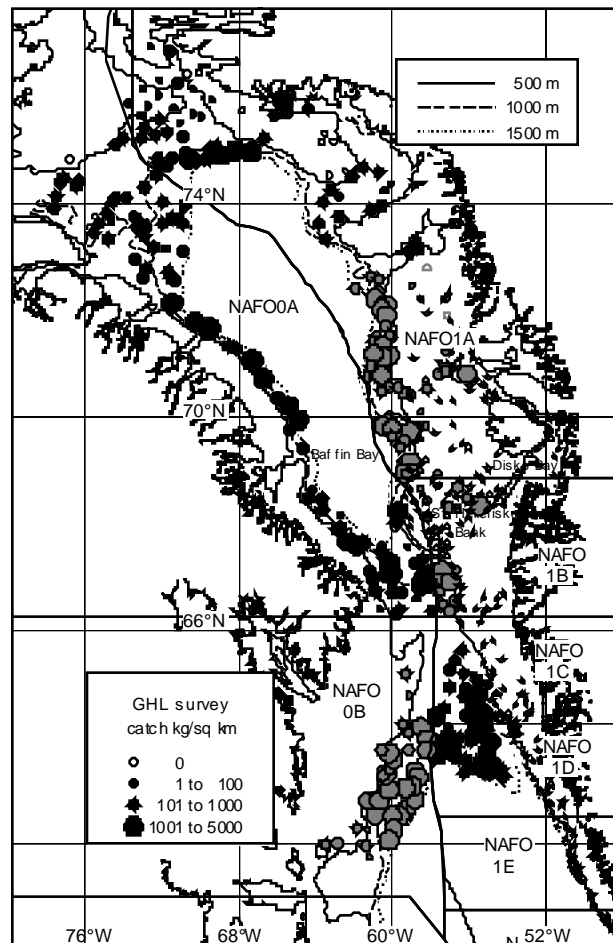 500 m
1000 m
1500 m
74°N
NAFO0A
NAFO1A
70°N
Baffin Bay
Disko Bay
Bank
NAFO
1B
66°N
NAFO
1C
NAFO
0B
GHL survey
catch kg/sq km
0
1 to 100
101 to 1000
1001 to 5000
NAFO
1D
NAFO
1E
76°W
68°W
60°W
52°W